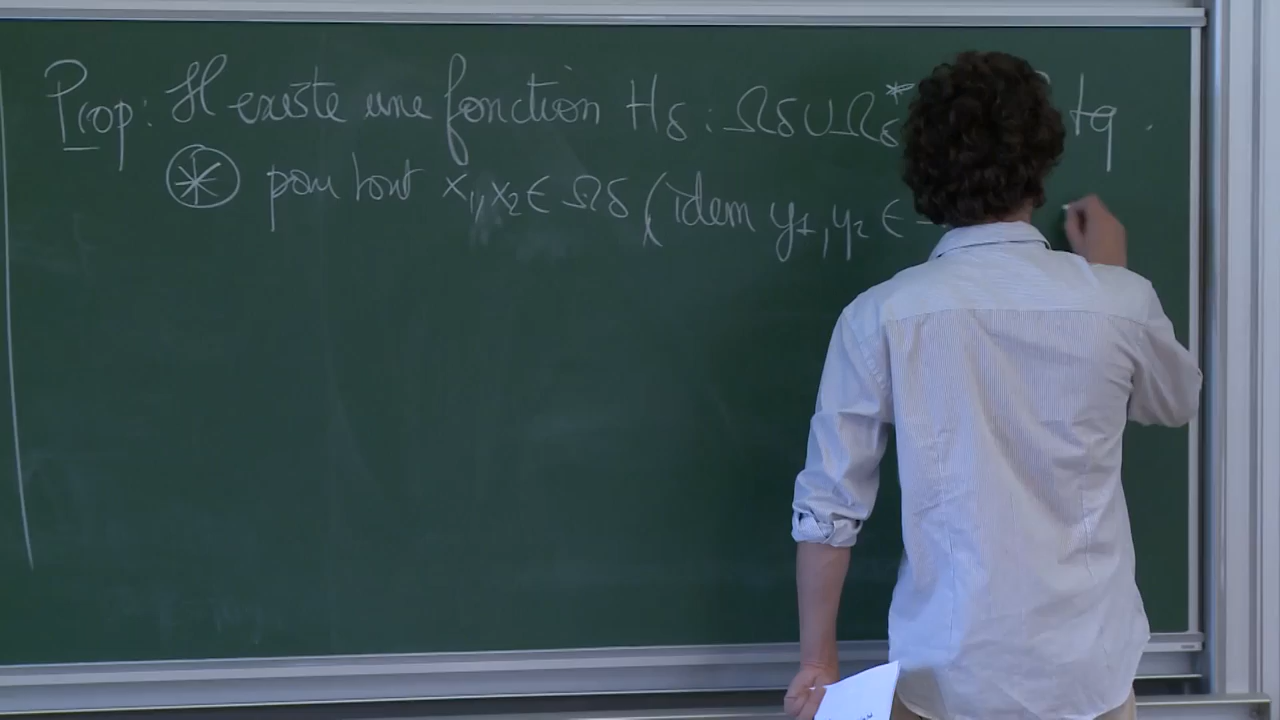 Prop: Il existe une fonction Hδ : Ωδ ∪ Ωδ* tq
⊛ pour tout x1, x2 ∈ Ωδ (idem y1, y2 ∈